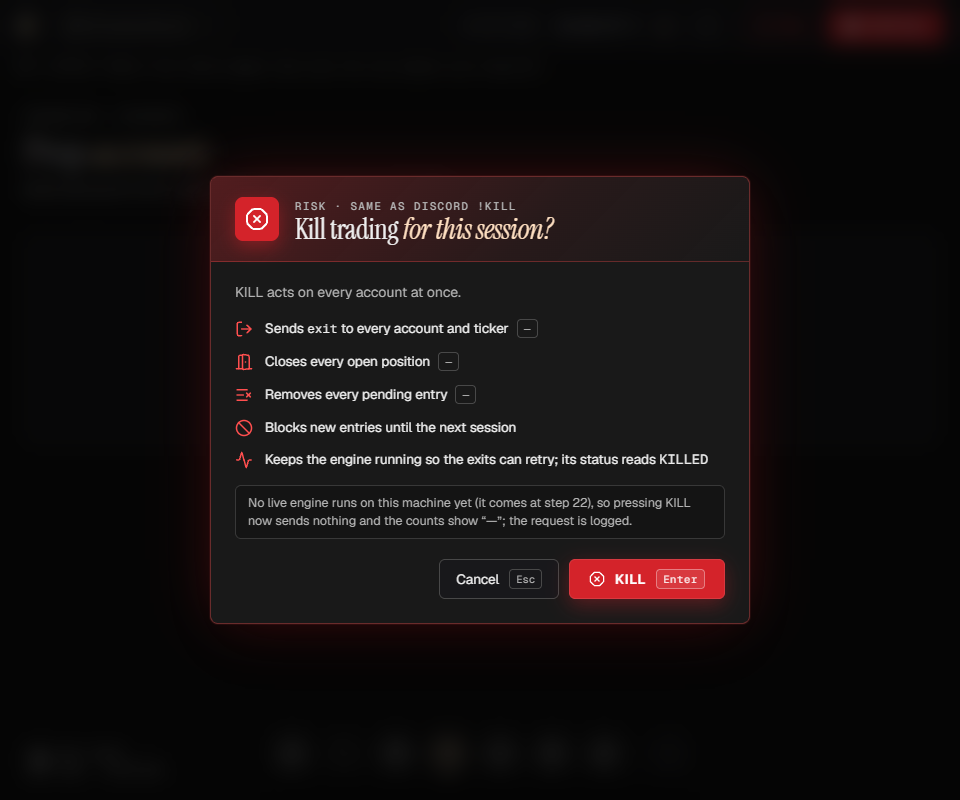 RISK · SAME AS DISCORD !KILL
Kill trading for this session?
KILL acts on every account at once.
Sends exit to every account and ticker —
Closes every open position —
Removes every pending entry —
Blocks new entries until the next session
Keeps the engine running so the exits can retry; its status reads KILLED
No live engine runs on this machine yet (it comes at step 22), so pressing KILL
now sends nothing and the counts show “—”; the request is logged.
Cancel Esc
KILL Enter